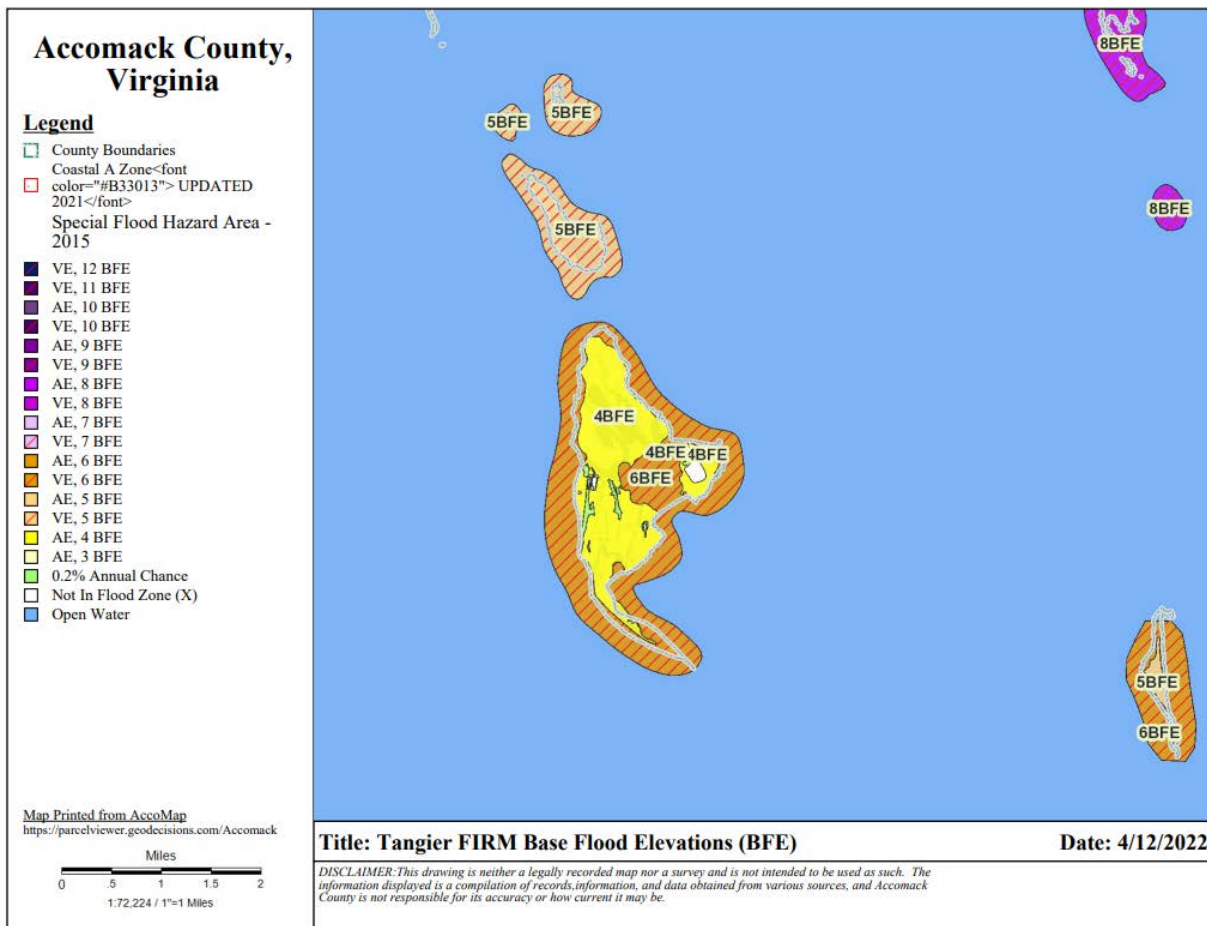 Accomack County,
Virginia
Legend
County Boundaries
Coastal A Zone<font
color="#B33013"> UPDATED
2021</font>
Special Flood Hazard Area -
2015
VE, 12 BFE
VE, 11 BFE
AE, 10 BFE
VE, 10 BFE
AE, 9 BFE
VE, 9 BFE
AE, 8 BFE
VE, 8 BFE
AE, 7 BFE
VE, 7 BFE
AE, 6 BFE
VE, 6 BFE
AE, 5 BFE
VE, 5 BFE
AE, 4 BFE
AE, 3 BFE
0.2% Annual Chance
Not In Flood Zone (X)
Open Water
Map Printed from AccoMap
https://parcelviewer.geodecisions.com/Accomack
Miles
0 .5 1 1.5 2
1:72,224 / 1"=1 Miles
8BFE
5BFE
5BFE
8BFE
5BFE
4BFE
4BFE
4BFE
6BFE
5BFE
6BFE
Title: Tangier FIRM Base Flood Elevations (BFE)
Date: 4/12/2022
DISCLAIMER:This drawing is neither a legally recorded map nor a survey and is not intended to be used as such. The
information displayed is a compilation of records,information, and data obtained from various sources, and Accomack
County is not responsible for its accuracy or how current it may be.